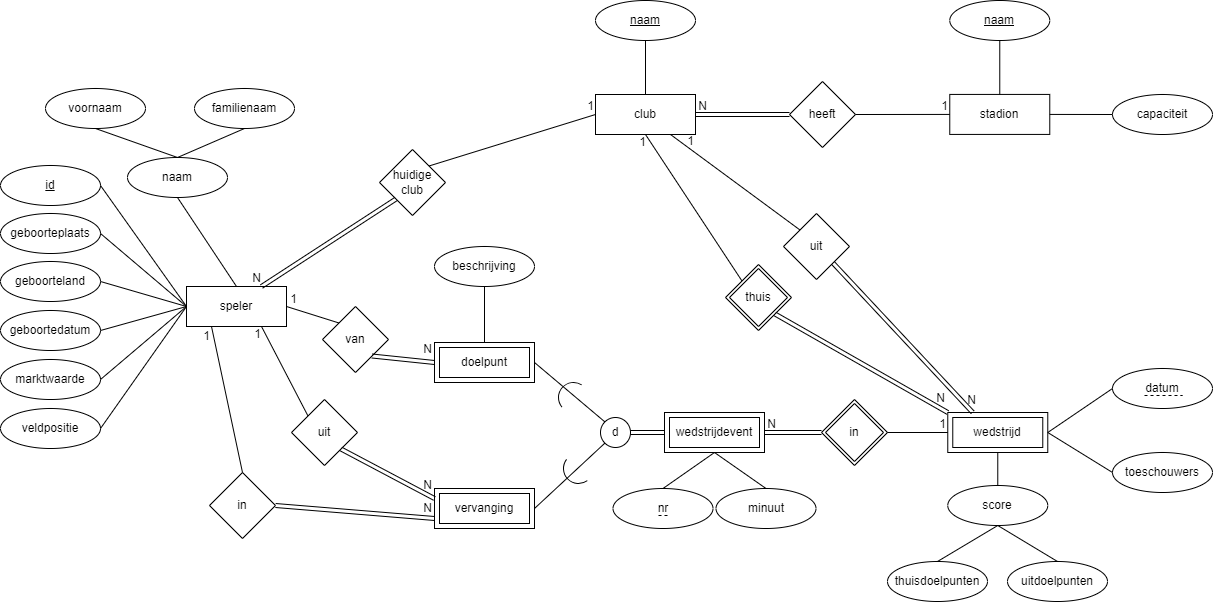 naam
naam
voornaam
familienaam
1
N
1
club
heeft
stadion
capaciteit
1
1
huidige
club
naam
id
geboorteplaats
uit
beschrijving
geboorteland
N
thuis
speler
1
geboortedatum
1
1
van
N
doelpunt
marktwaarde
datum
N
N
veldpositie
uit
d
wedstrijdevent
N
in
1
wedstrijd
toeschouwers
N
in
N
vervanging
nr
minuut
score
thuisdoelpunten
uitdoelpunten